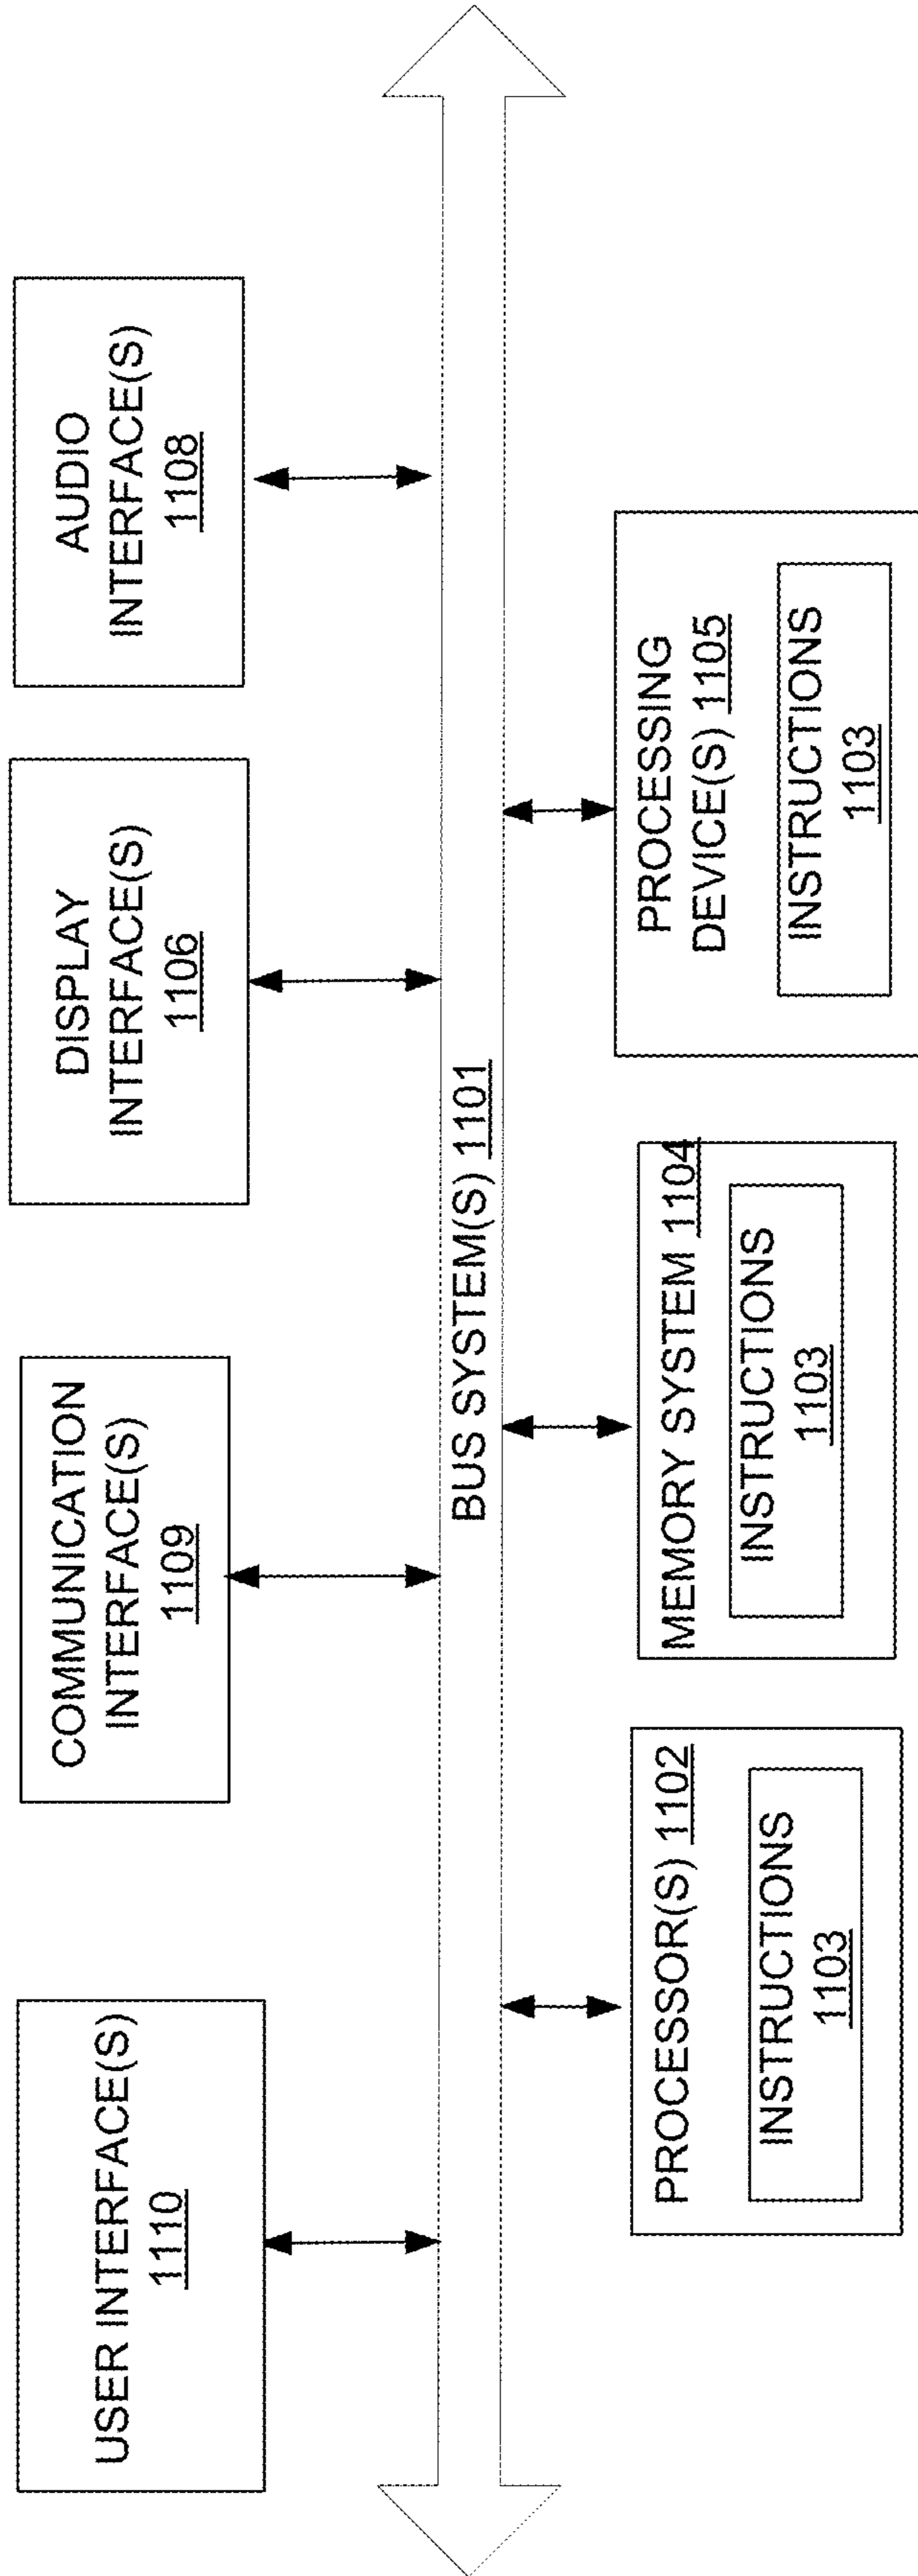 USER INTERFACE(S)
1110
COMMUNICATION
INTERFACE(S)
1109
DISPLAY
INTERFACE(S)
1106
AUDIO
INTERFACE(S)
1108
BUS SYSTEM(S) 1101
PROCESSOR(S) 1102
INSTRUCTIONS
1103
MEMORY SYSTEM 1104
INSTRUCTIONS
1103
PROCESSING
DEVICE(S) 1105
INSTRUCTIONS
1103